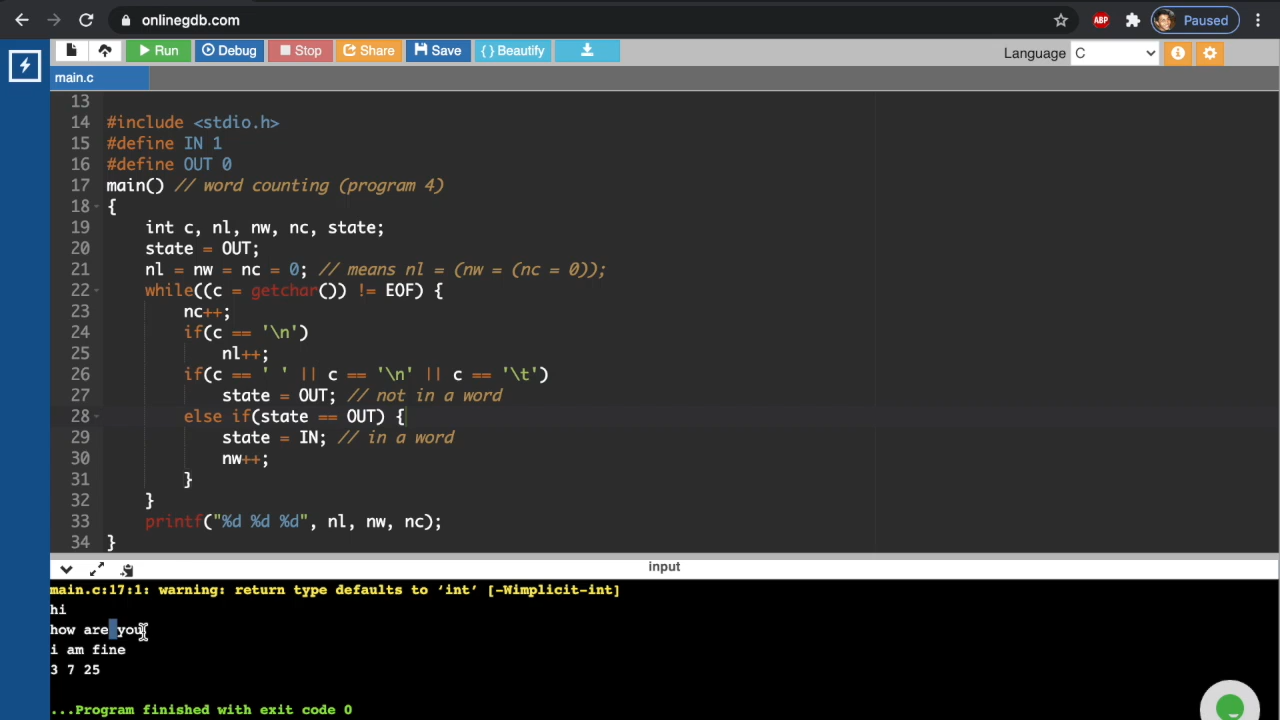 onlinegdb.com
ABP
Paused
Run
Debug
Stop
Share
Save
{ } Beautify
Language
C
main.c
13
14 #include <stdio.h>
15 #define IN 1
16 #define OUT 0
17 main() // word counting (program 4)
18 {
19 int c, nl, nw, nc, state;
20 state = OUT;
21 nl = nw = nc = 0; // means nl = (nw = (nc = 0));
22 while((c = getchar()) != EOF) {
23 nc++;
24 if(c == '\n')
25 nl++;
26 if(c == ' ' || c == '\n' || c == '\t')
27 state = OUT; // not in a word
28 else if(state == OUT) {
29 state = IN; // in a word
30 nw++;
31 }
32 }
33 printf("%d %d %d", nl, nw, nc);
34 }
input
main.c:17:1: warning: return type defaults to ‘int’ [-Wimplicit-int]
hi
how are you
i am fine
3 7 25
...Program finished with exit code 0